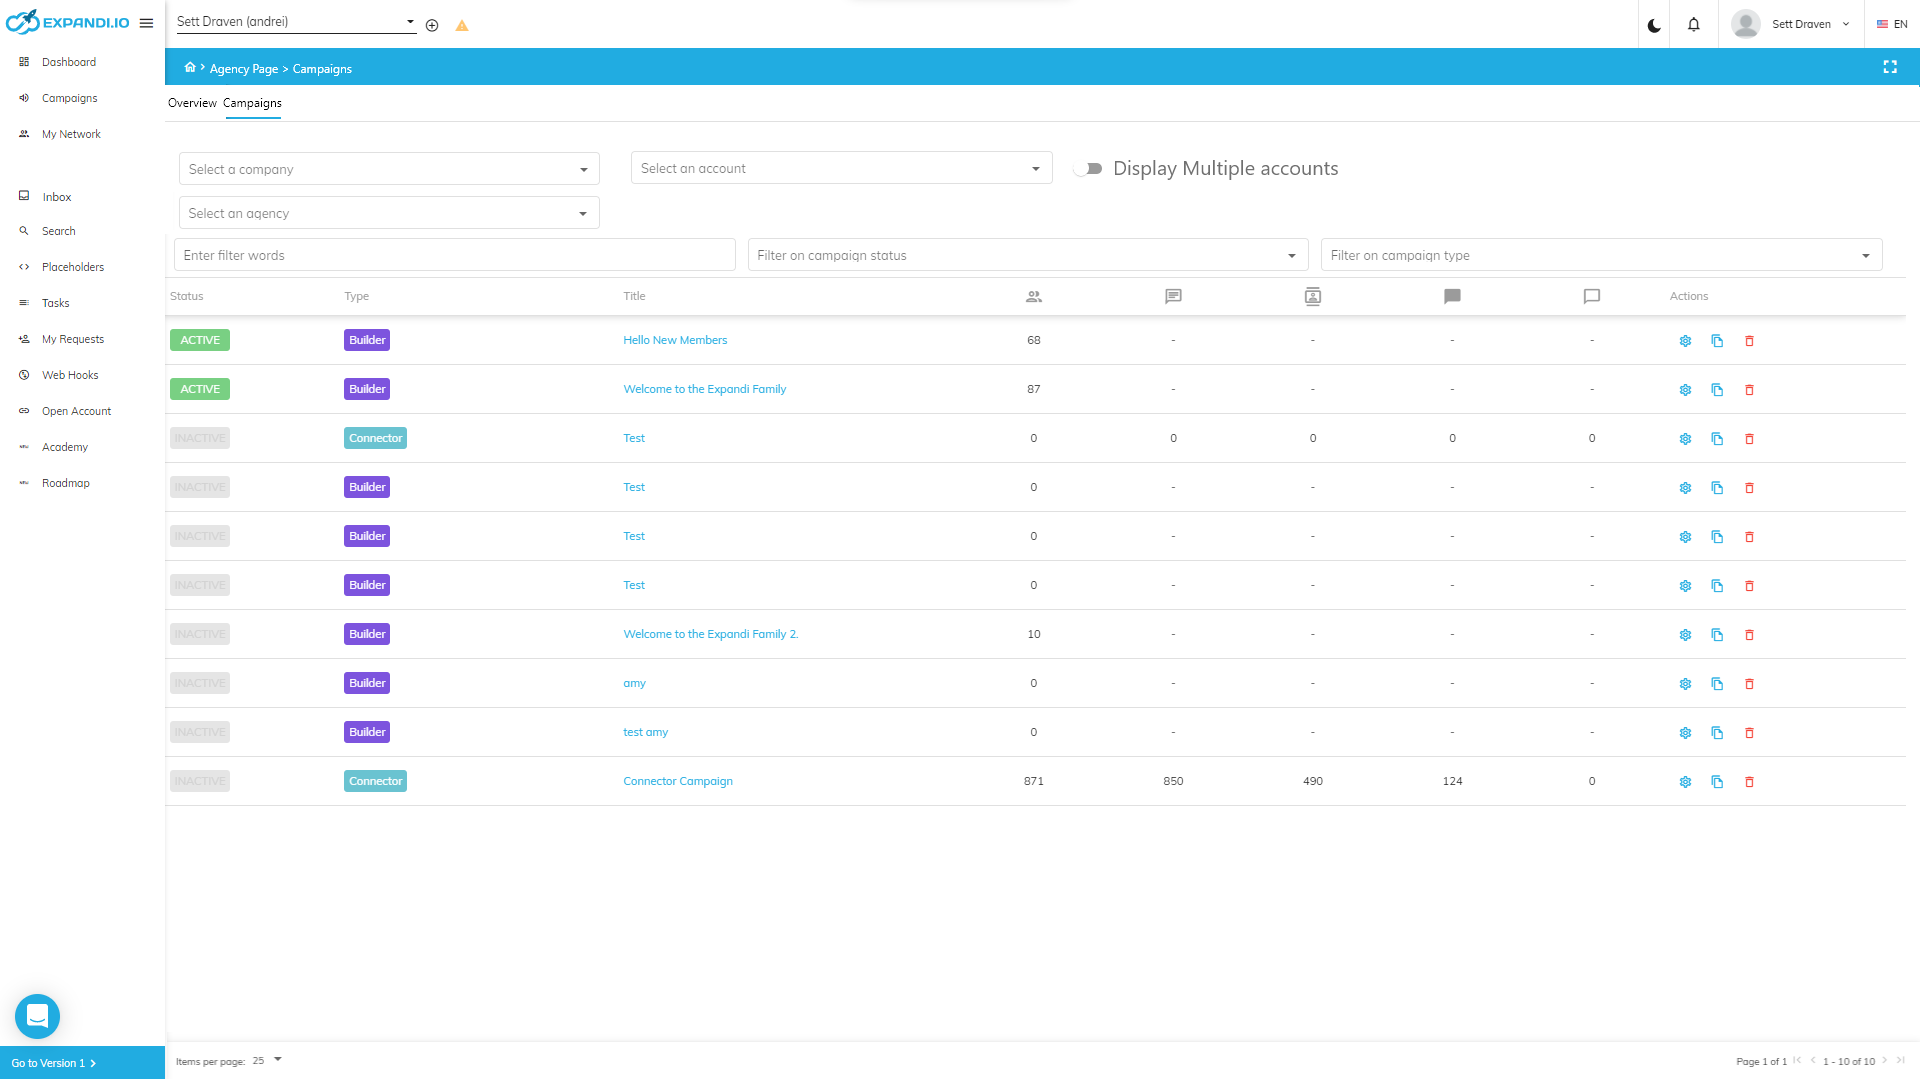 EXPANDI.IO
Sett Draven (andrei)
Sett Draven
EN
Dashboard
Campaigns
My Network
Inbox
Search
Placeholders
Tasks
My Requests
Web Hooks
Open Account
Academy
Roadmap
Go to Version 1
Agency Page > Campaigns
Overview Campaigns
Select a company
Select an account
Display Multiple accounts
Select an agency
Enter filter words
Filter on campaign status
Filter on campaign type
Status Type Title Actions
ACTIVE Builder Hello New Members 68 - - - -
ACTIVE Builder Welcome to the Expandi Family 87 - - - -
INACTIVE Connector Test 0 0 0 0 0
INACTIVE Builder Test 0 - - - -
INACTIVE Builder Test 0 - - - -
INACTIVE Builder Test 0 - - - -
INACTIVE Builder Welcome to the Expandi Family 2. 10 - - - -
INACTIVE Builder amy 0 - - - -
INACTIVE Builder test amy 0 - - - -
INACTIVE Connector Connector Campaign 871 850 490 124 0
Items per page: 25
Page 1 of 1 1 - 10 of 10